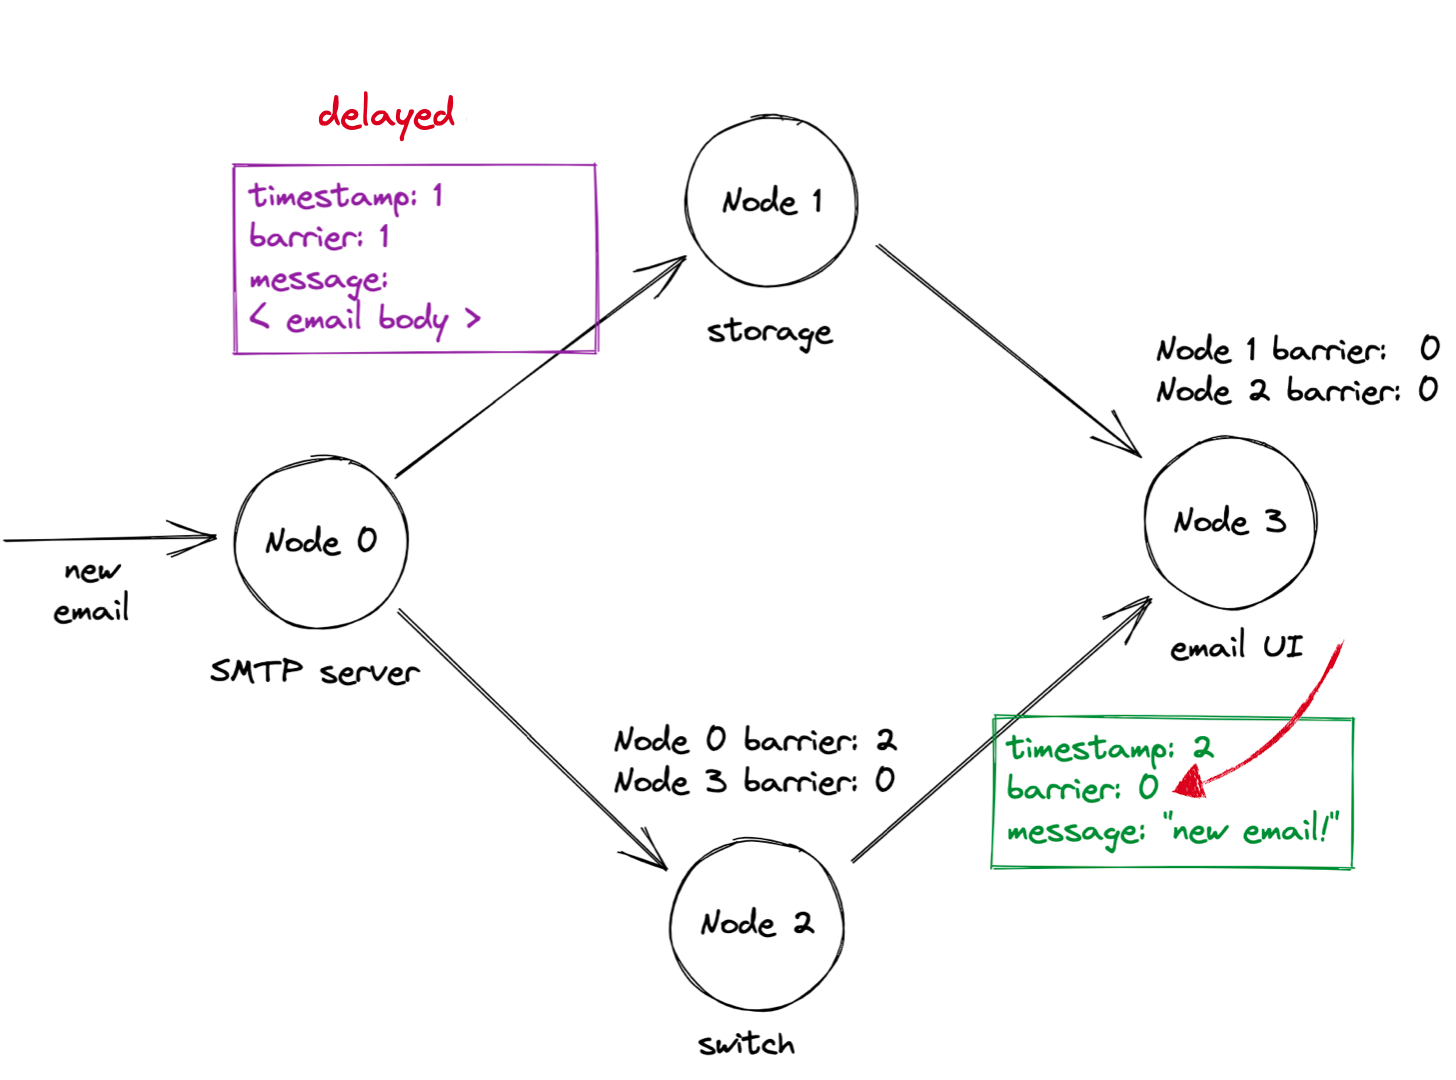 delayed
timestamp: 1
barrier: 1
message:
< email body >
Node 1
storage
Node 1 barrier: 0
Node 2 barrier: 0
Node 0
new
email
SMTP server
Node 3
email UI
Node 0 barrier: 2
Node 3 barrier: 0
timestamp: 2
barrier: 0
message: "new email!"
Node 2
switch